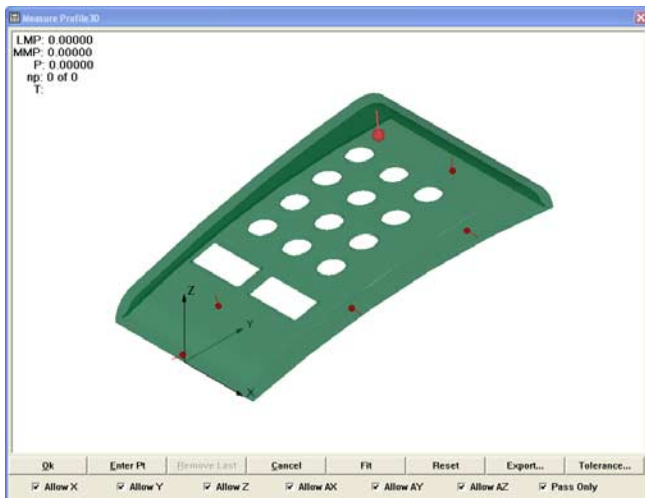 Measure Profile3D
LMP: 0.00000
MMP: 0.00000
P: 0.00000
np: 0 of 0
T:
Z
Y
X
Ok Enter Pt Remove Last Cancel Fit Reset Export... Tolerance...
Allow X Allow Y Allow Z Allow AX Allow AY Allow AZ Pass Only